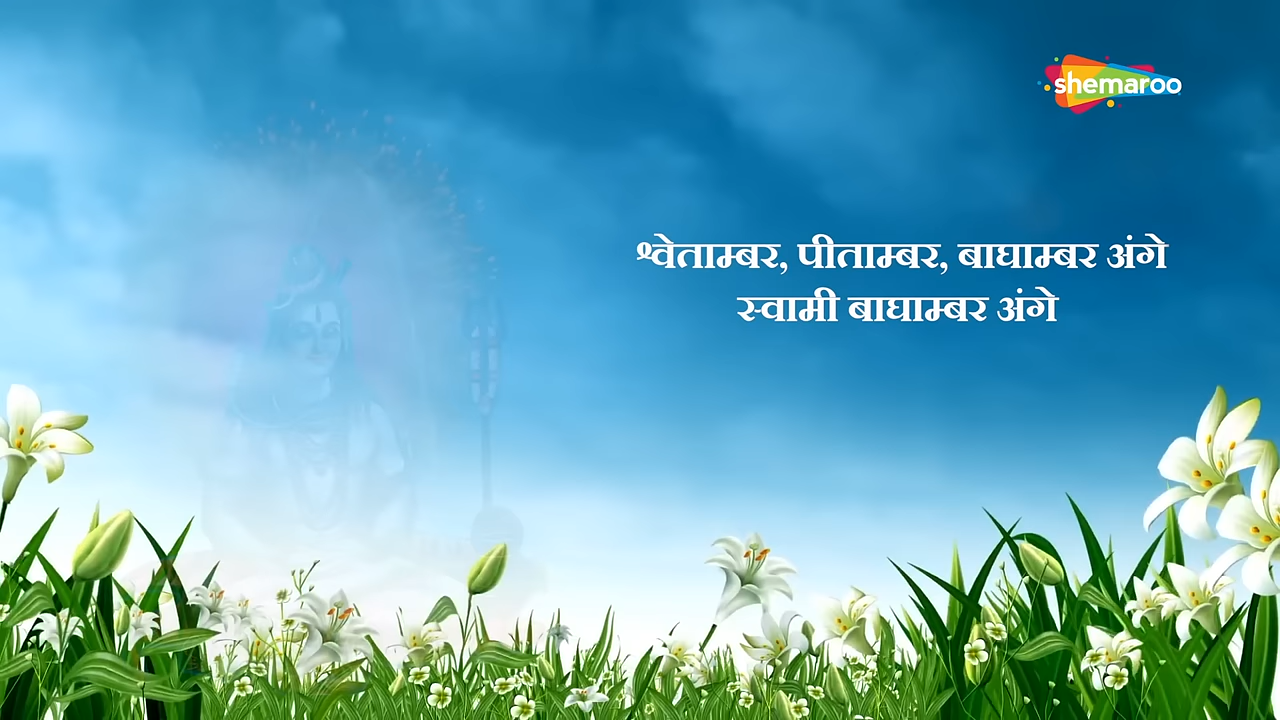 shemaroo
श्वेताम्बर, पीताम्बर, बाघाम्बर अंगे
स्वामी बाघाम्बर अंगे